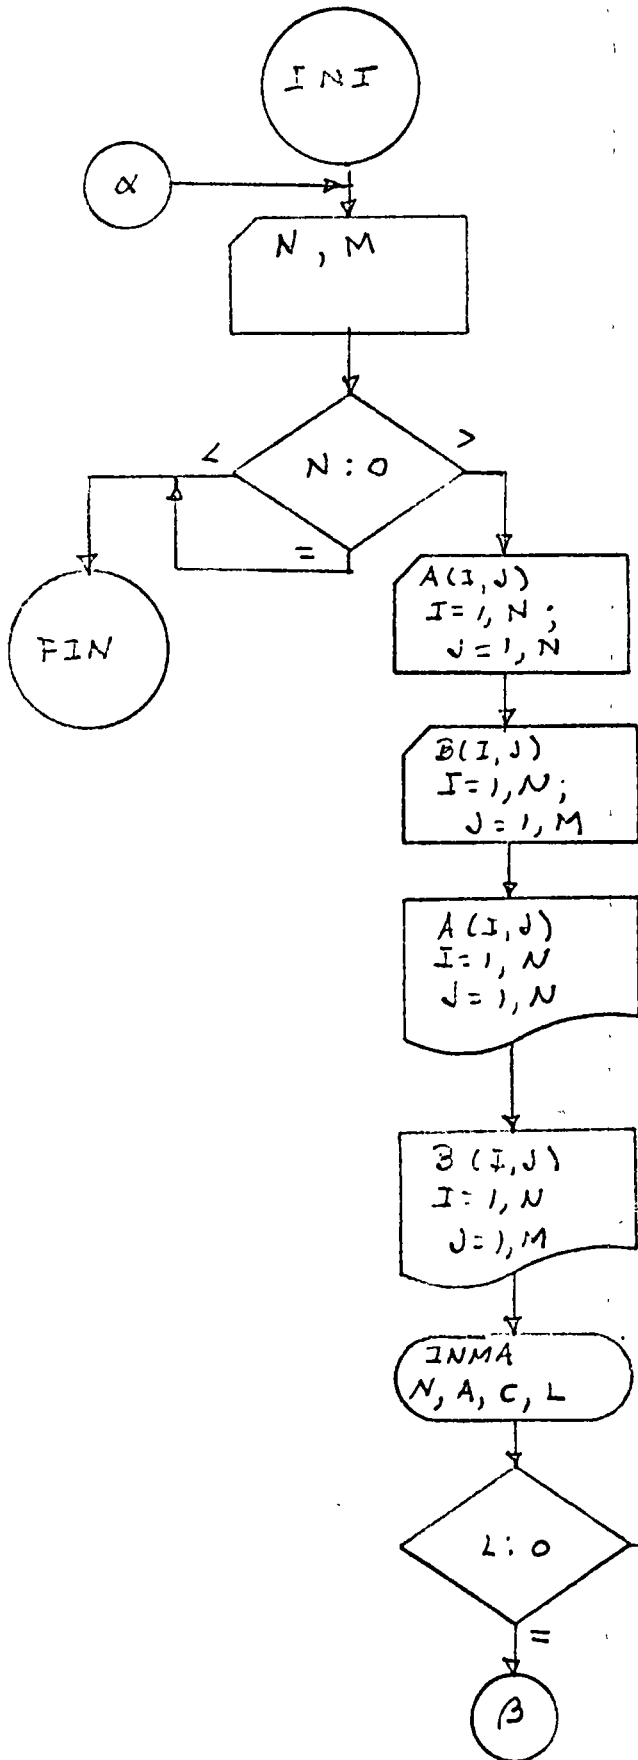 INI
α
N, M
N : 0
<
>
=
FIN
A(I,J)
I=1,N;
J=1,N
B(I,J)
I=1,N;
J=1,M
A(I,J)
I=1,N
J=1,N
B(I,J)
I=1,N
J=1,M
INMA
N, A, C, L
L : 0
=
β